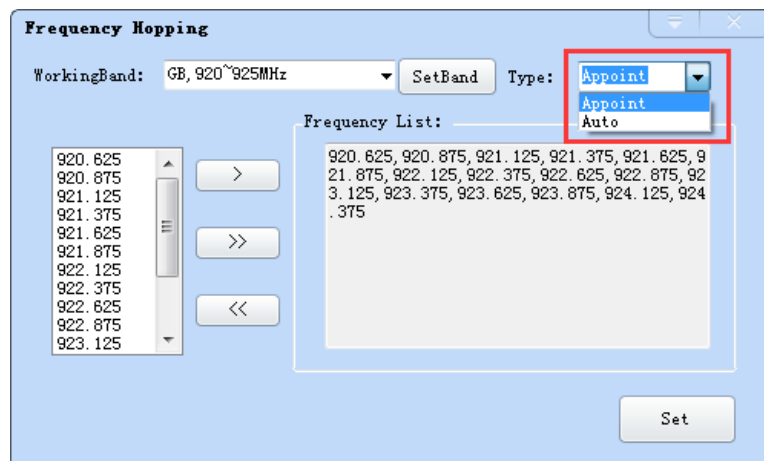 Frequency Hopping
WorkingBand: GB,920~925MHz SetBand Type: Appoint
Appoint
Auto
Frequency List:
920.625
920.875
921.125
921.375
921.625
921.875
922.125
922.375
922.625
922.875
923.125
>
>>
<<
920.625, 920.875, 921.125, 921.375, 921.625, 9
21.875, 922.125, 922.375, 922.625, 922.875, 92
3.125, 923.375, 923.625, 923.875, 924.125, 924
.375
Set